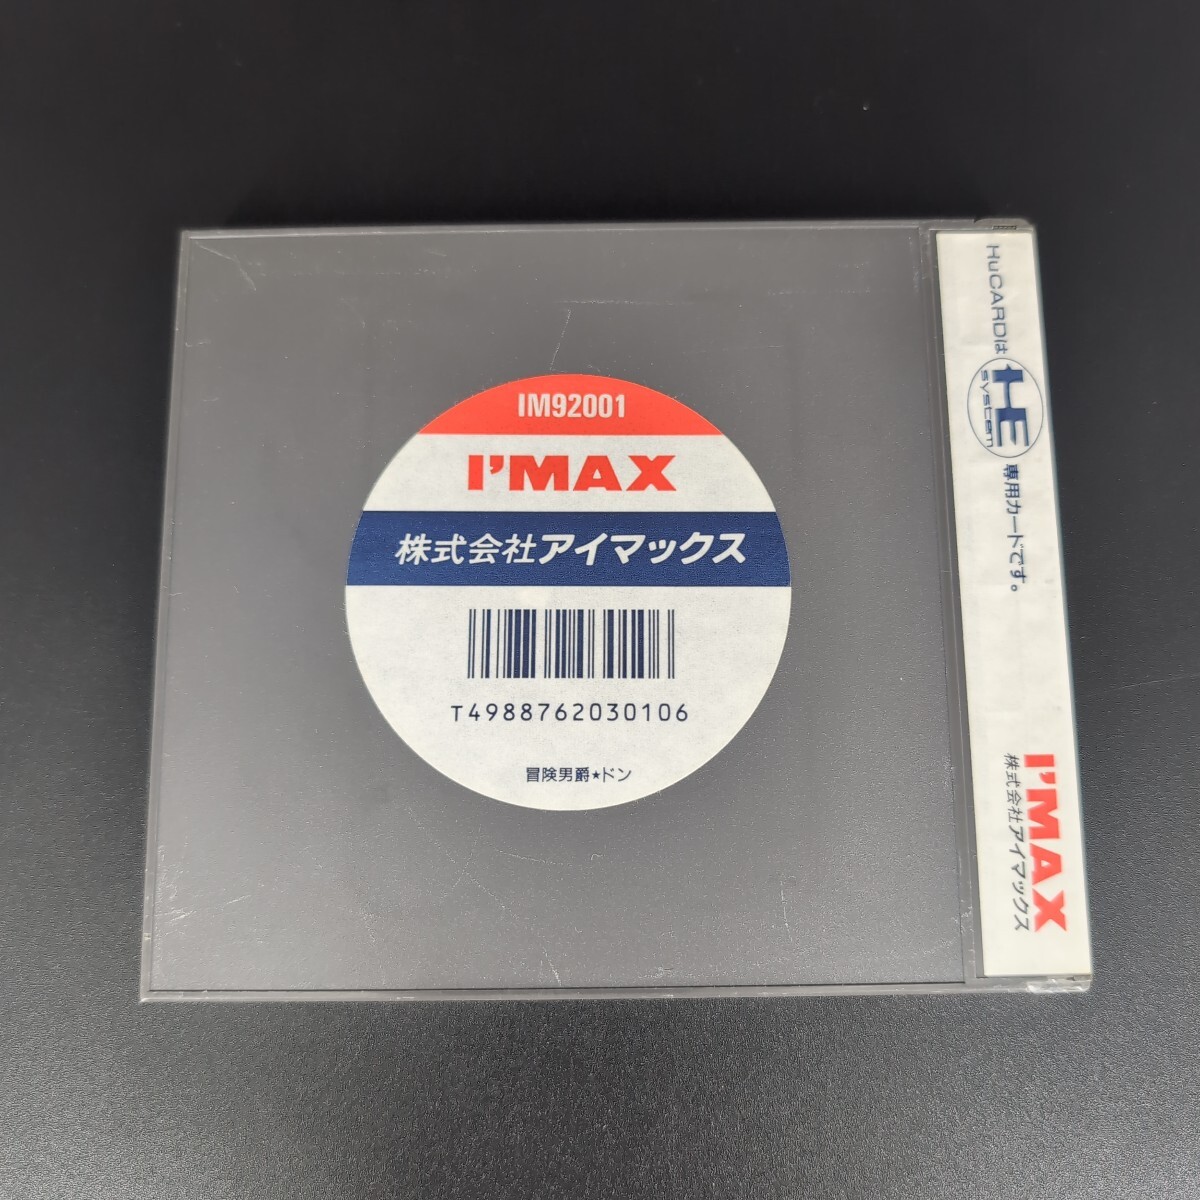 IM92001
I'MAX
株式会社アイマックス
T4988762030106
冒険男爵★ドン
HuCARDは HE system 専用カードです。
I'MAX
株式会社アイマックス